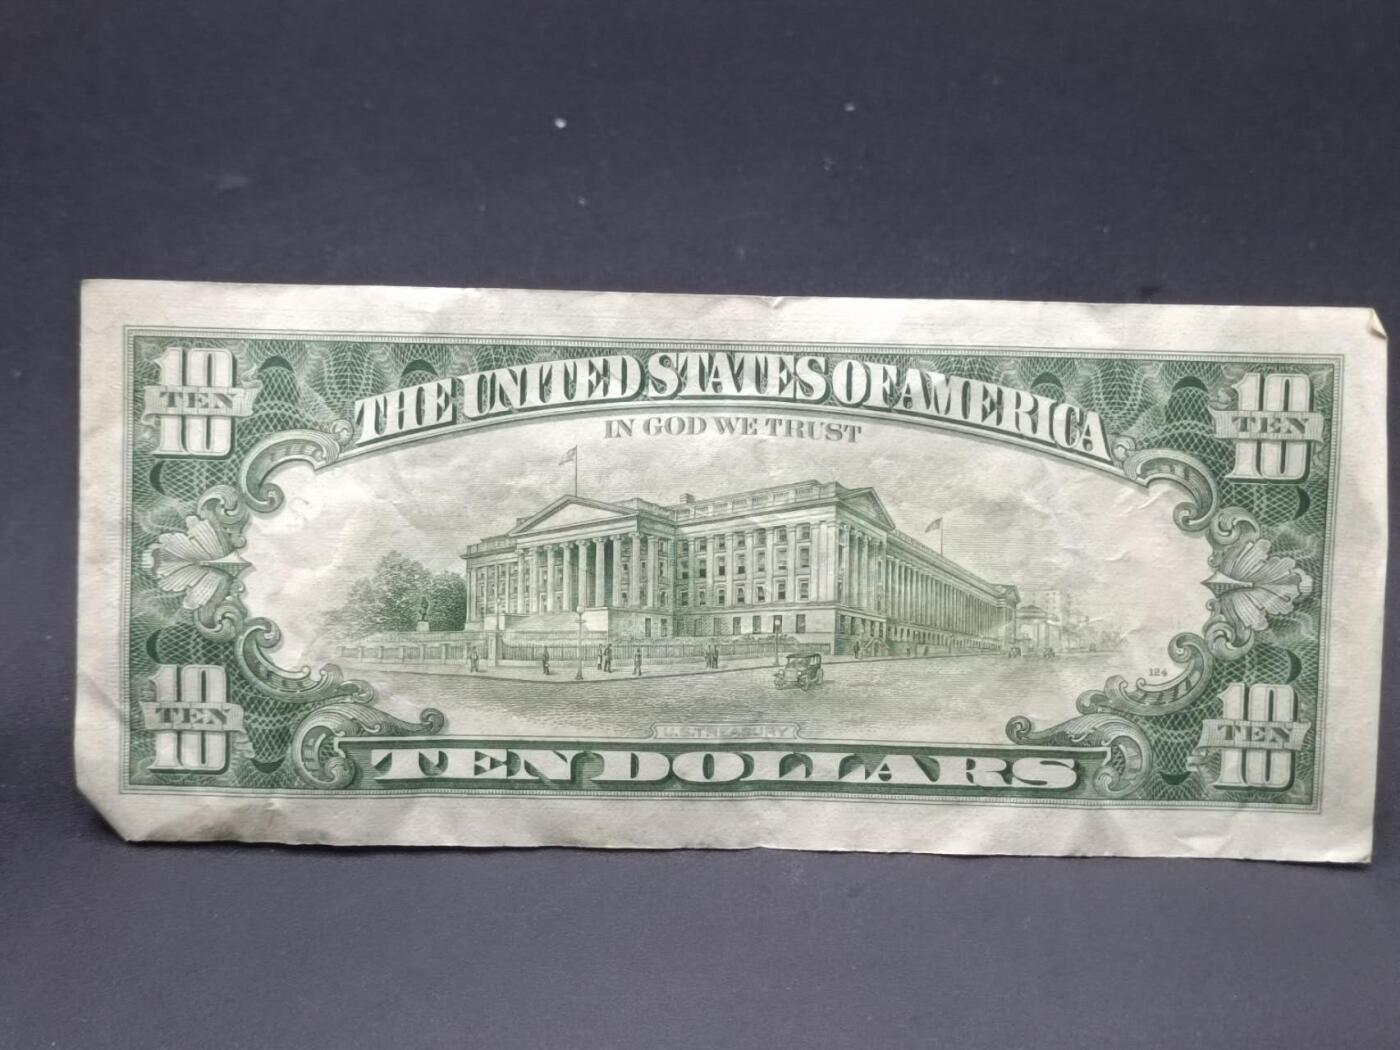 10 TEN 10
THE UNITED STATES OF AMERICA
10 TEN 10
IN GOD WE TRUST
124
10 TEN 10
U.S. TREASURY
10 TEN 10
TEN DOLLARS